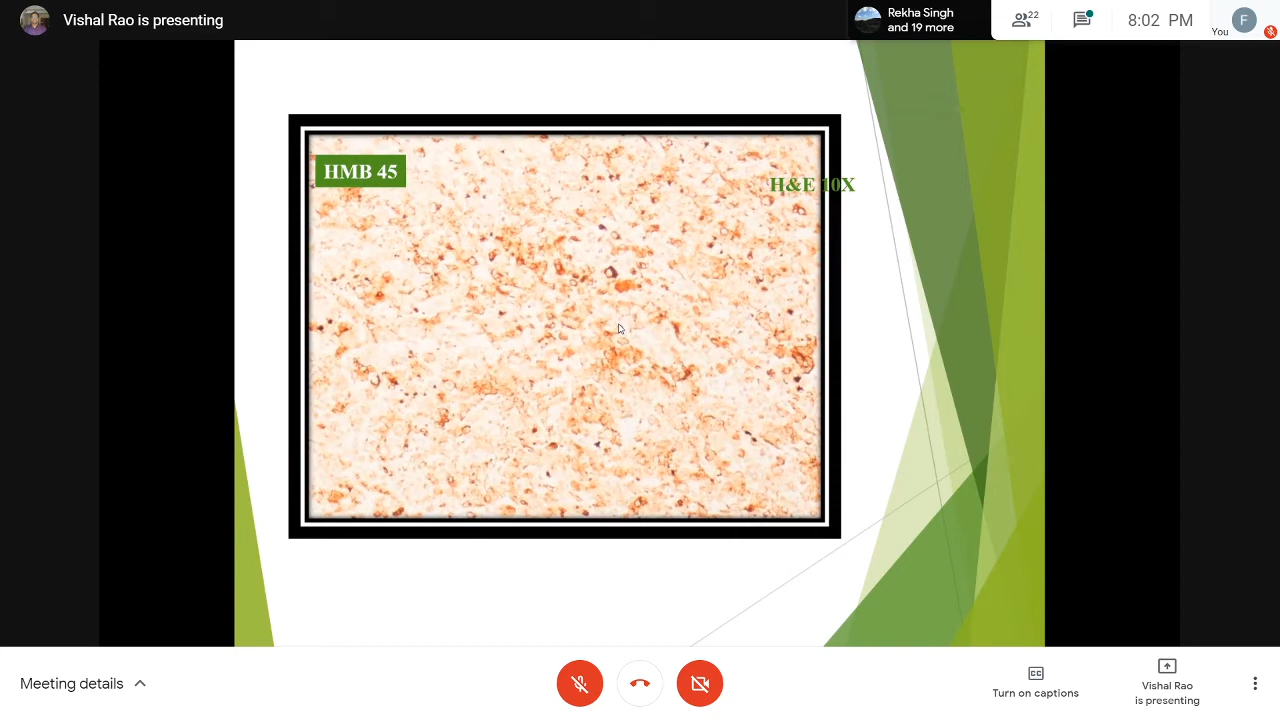 Vishal Rao is presenting
Rekha Singh
and 19 more
22
8:02 PM
You
F
HMB 45
H&E 10X
Meeting details
CC
Turn on captions
Vishal Rao
is presenting